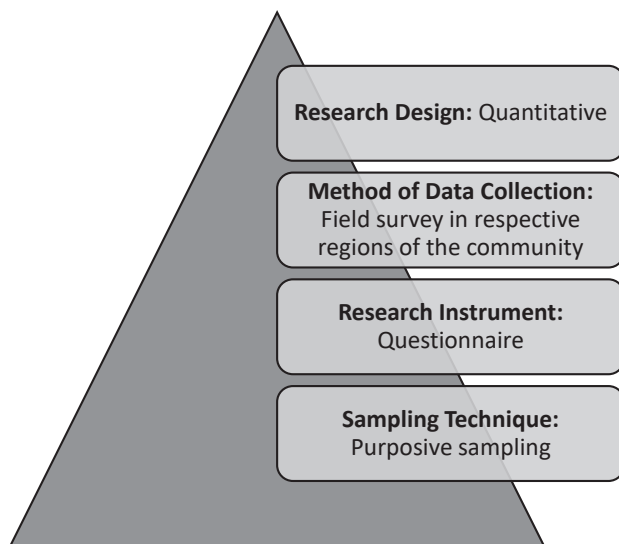 Research Design: Quantitative
Method of Data Collection:
Field survey in respective
regions of the community
Research Instrument:
Questionnaire
Sampling Technique:
Purposive sampling